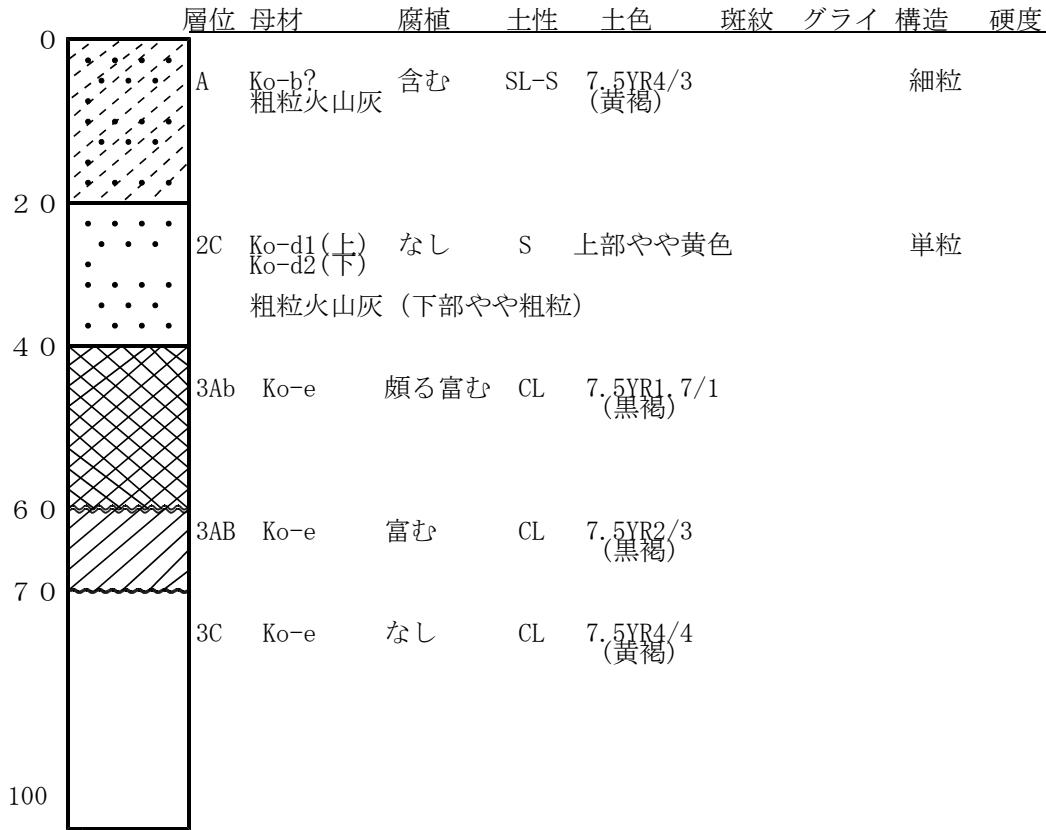 層位 母材 腐植 土性 土色 斑紋 グライ 構造 硬度
0
A Ko-b? 含む SL-S 7.5YR4/3 細粒
粗粒火山灰 (黄褐)
20
2C Ko-d1(上) なし S 上部やや黄色 単粒
Ko-d2(下)
粗粒火山灰 (下部やや粗粒)
40
3Ab Ko-e 頗る富む CL 7.5YR1.7/1
(黒褐)
60
3AB Ko-e 富む CL 7.5YR2/3
(黒褐)
70
3C Ko-e なし CL 7.5YR4/4
(黄褐)
100